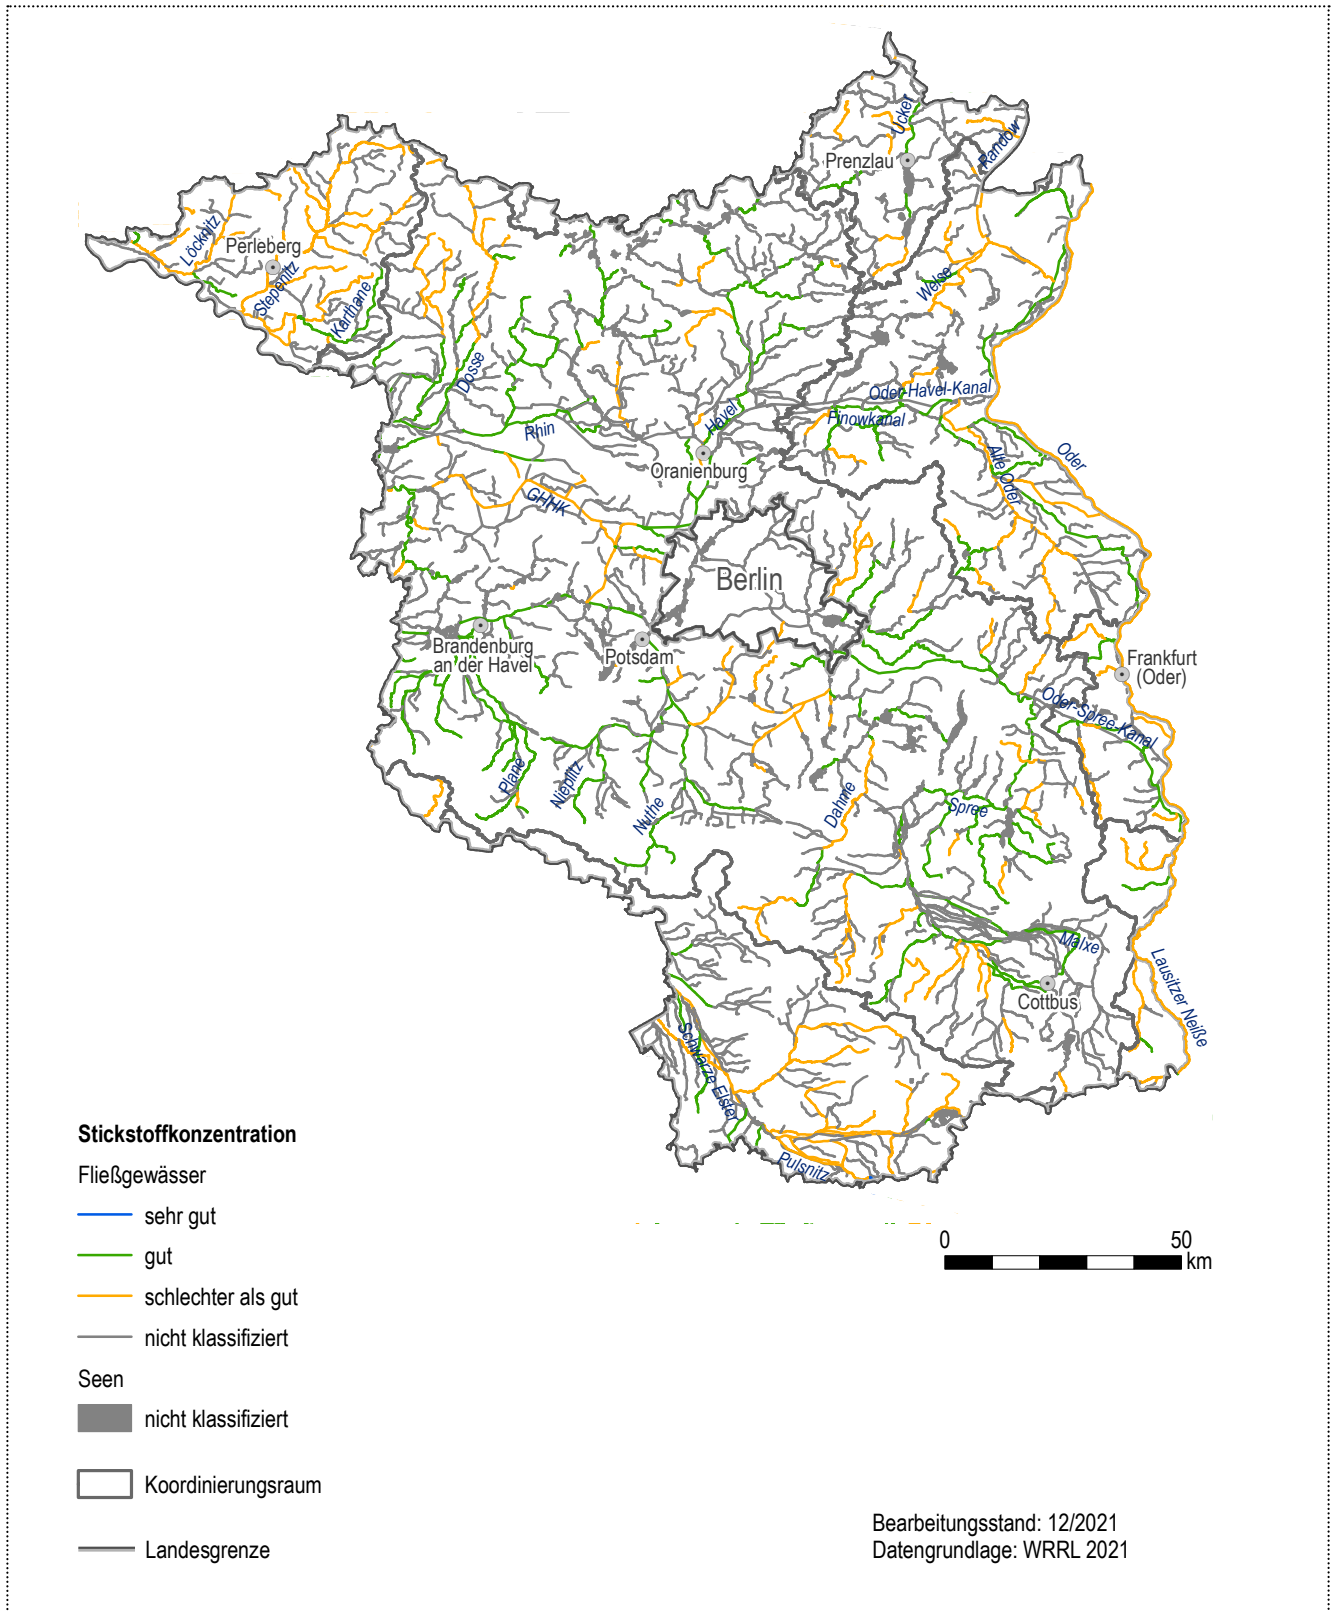 Ucker
Randow
Prenzlau
Löcknitz
Perleberg
Stepenitz
Karthane
Welse
Dosse
Oder-Havel-Kanal
Finowkanal
Havel
Rhin
Oder
Alte Oder
Oranienburg
GHHK
Berlin
Brandenburg
an der Havel
Potsdam
Frankfurt
(Oder)
Oder-Spree-Kanal
Plane
Nieplitz
Nuthe
Dahme
Spree
Malxe
Lausitzer Neiße
Cottbus
Schwarze Elster
Pulsnitz
Stickstoffkonzentration
Fließgewässer
sehr gut
gut
schlechter als gut
nicht klassifiziert
Seen
nicht klassifiziert
Koordinierungsraum
Landesgrenze
0 50
km
Bearbeitungsstand: 12/2021
Datengrundlage: WRRL 2021